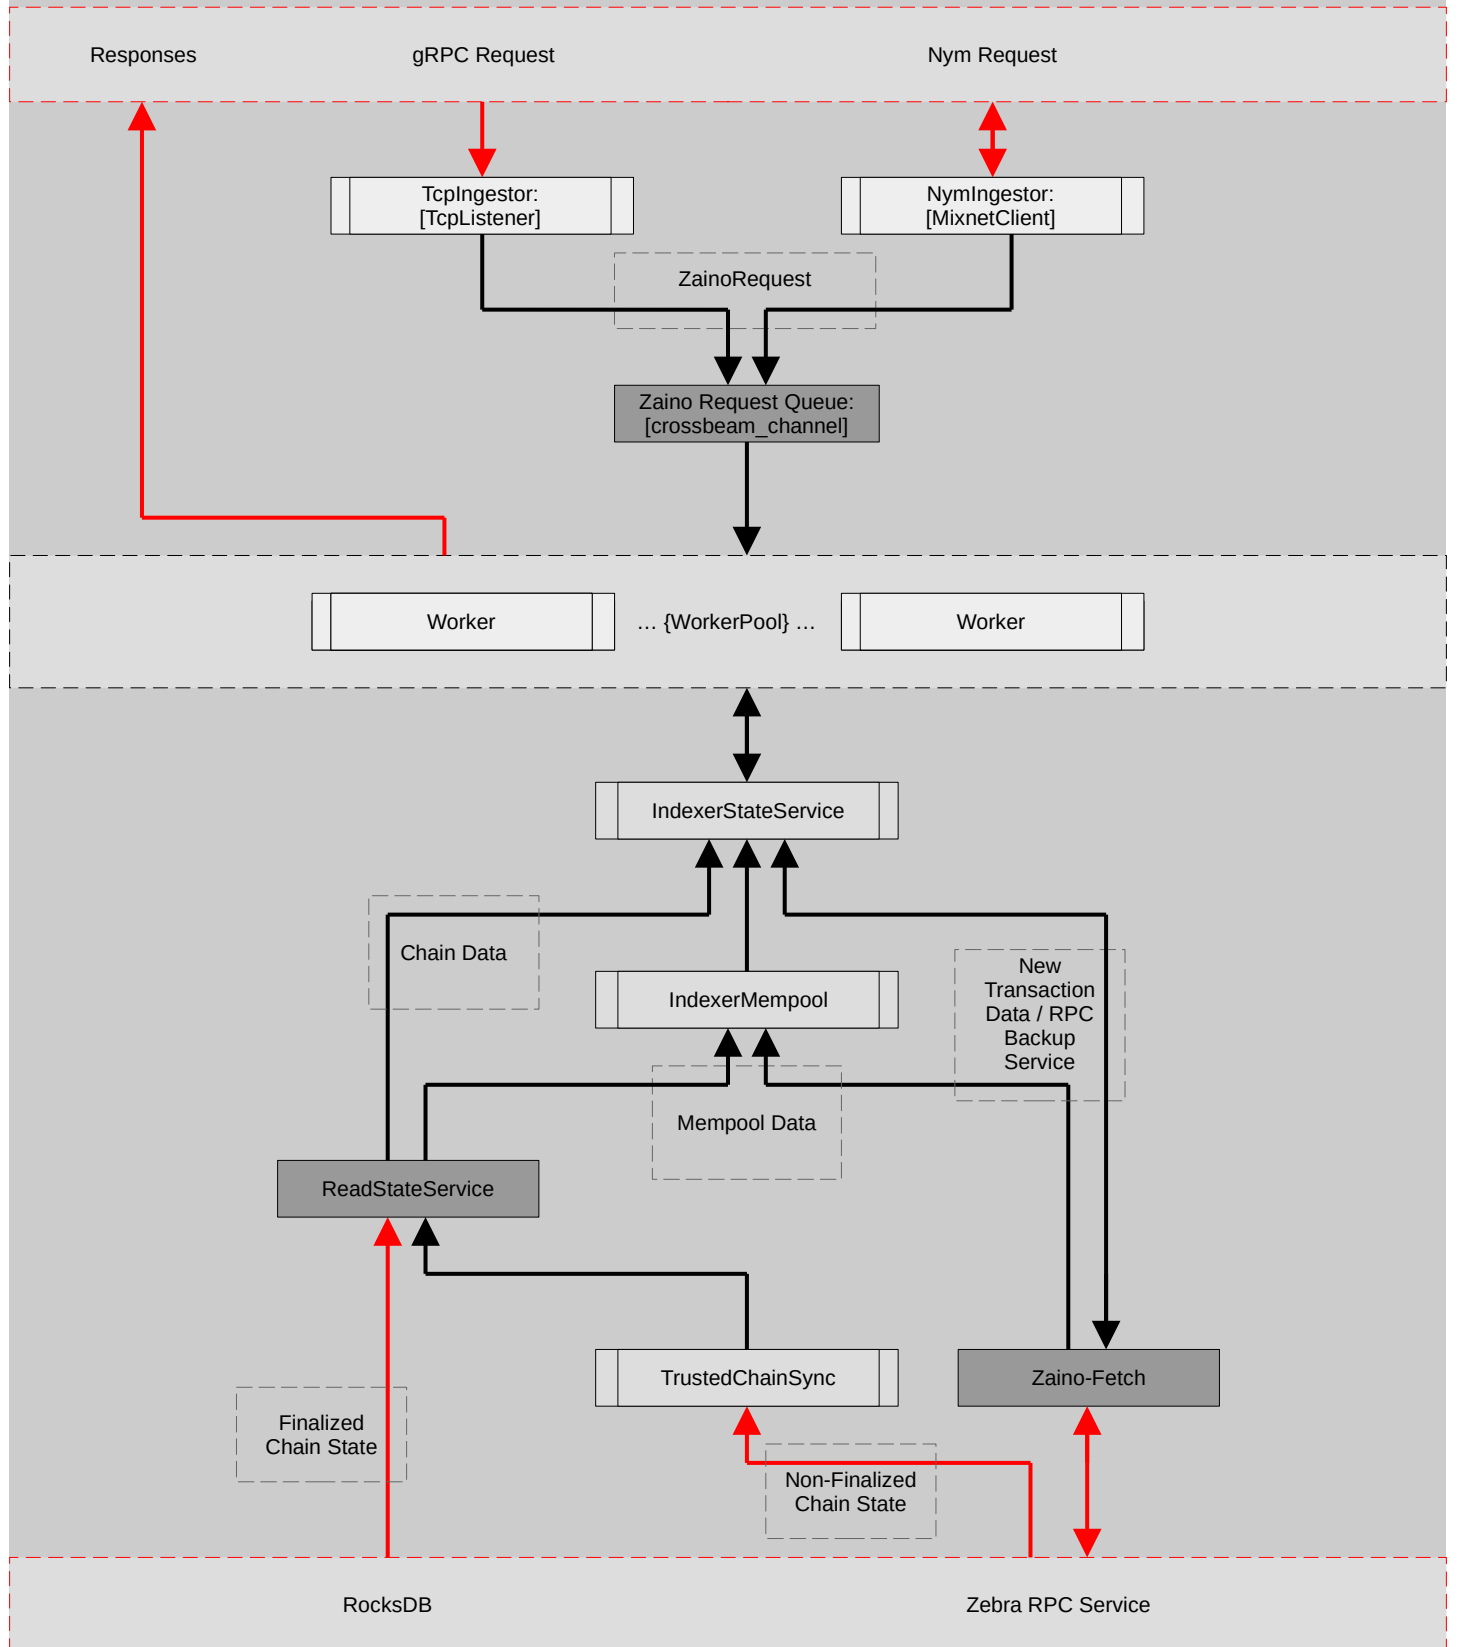 Responses
gRPC Request
Nym Request
TcpIngestor:
[TcpListener]
NymIngestor:
[MixnetClient]
ZainoRequest
Zaino Request Queue:
[crossbeam_channel]
Worker
… {WorkerPool} …
Worker
IndexerStateService
Chain Data
IndexerMempool
New
Transaction
Data / RPC
Backup
Service
Mempool Data
ReadStateService
TrustedChainSync
Zaino-Fetch
Finalized
Chain State
Non-Finalized
Chain State
RocksDB
Zebra RPC Service